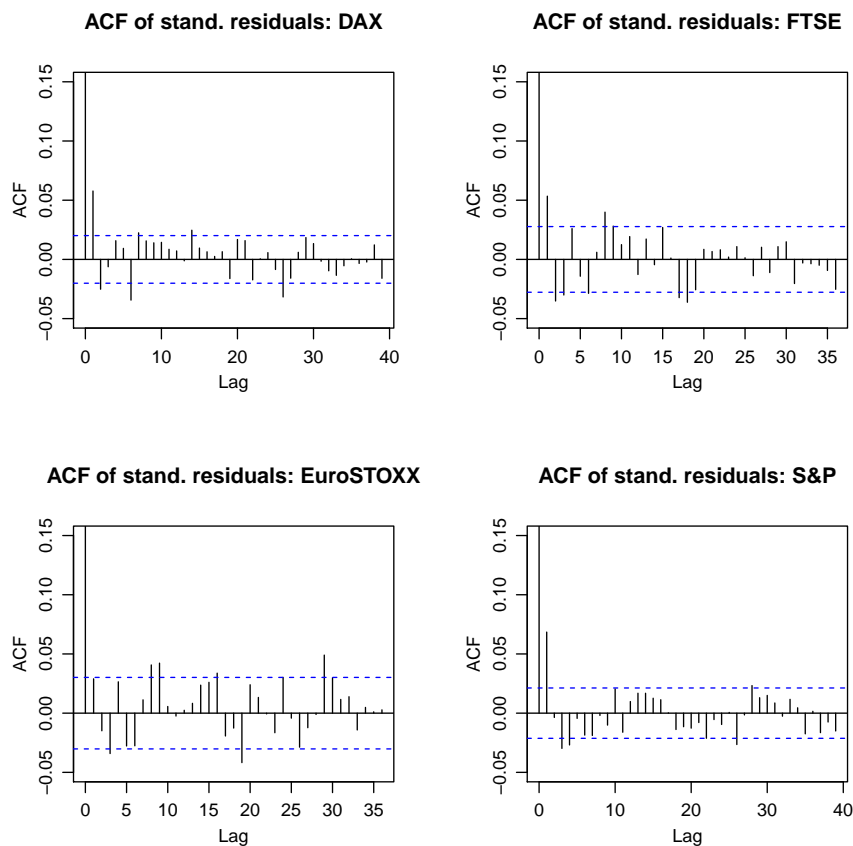 ACF of stand. residuals: DAX
ACF
0.15
0.10
0.05
0.00
−0.05
0 10 20 30 40
Lag
ACF of stand. residuals: FTSE
ACF
0.15
0.10
0.05
0.00
−0.05
0 5 10 15 20 25 30 35
Lag
ACF of stand. residuals: EuroSTOXX
ACF
0.15
0.10
0.05
0.00
−0.05
0 5 10 15 20 25 30 35
Lag
ACF of stand. residuals: S&P
ACF
0.15
0.10
0.05
0.00
−0.05
0 10 20 30 40
Lag